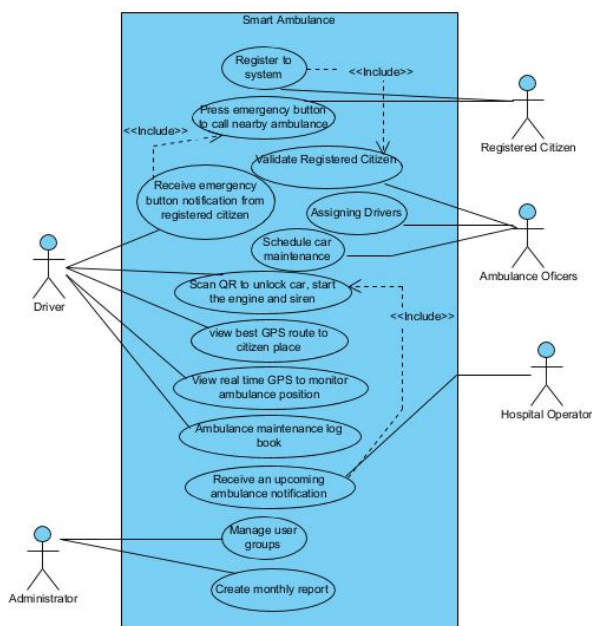 Smart Ambulance
Register to
system
<<Include>>
Press emergency button
to call nearby ambulance
Registered Citizen
<<Include>>
Validate Registered Citizen
Receive emergency
button notification from
registered citizen
Assigning Drivers
Schedule car
maintenance
Ambulance Oficers
Driver
Scan QR to unlock car, start
the engine and siren
<<Include>>
view best GPS route to
citizen place
View real time GPS to monitor
ambulance position
Hospital Operator
Ambulance maintenance log
book
Receive an upcoming
ambulance notification
Manage user
groups
Administrator
Create monthly report